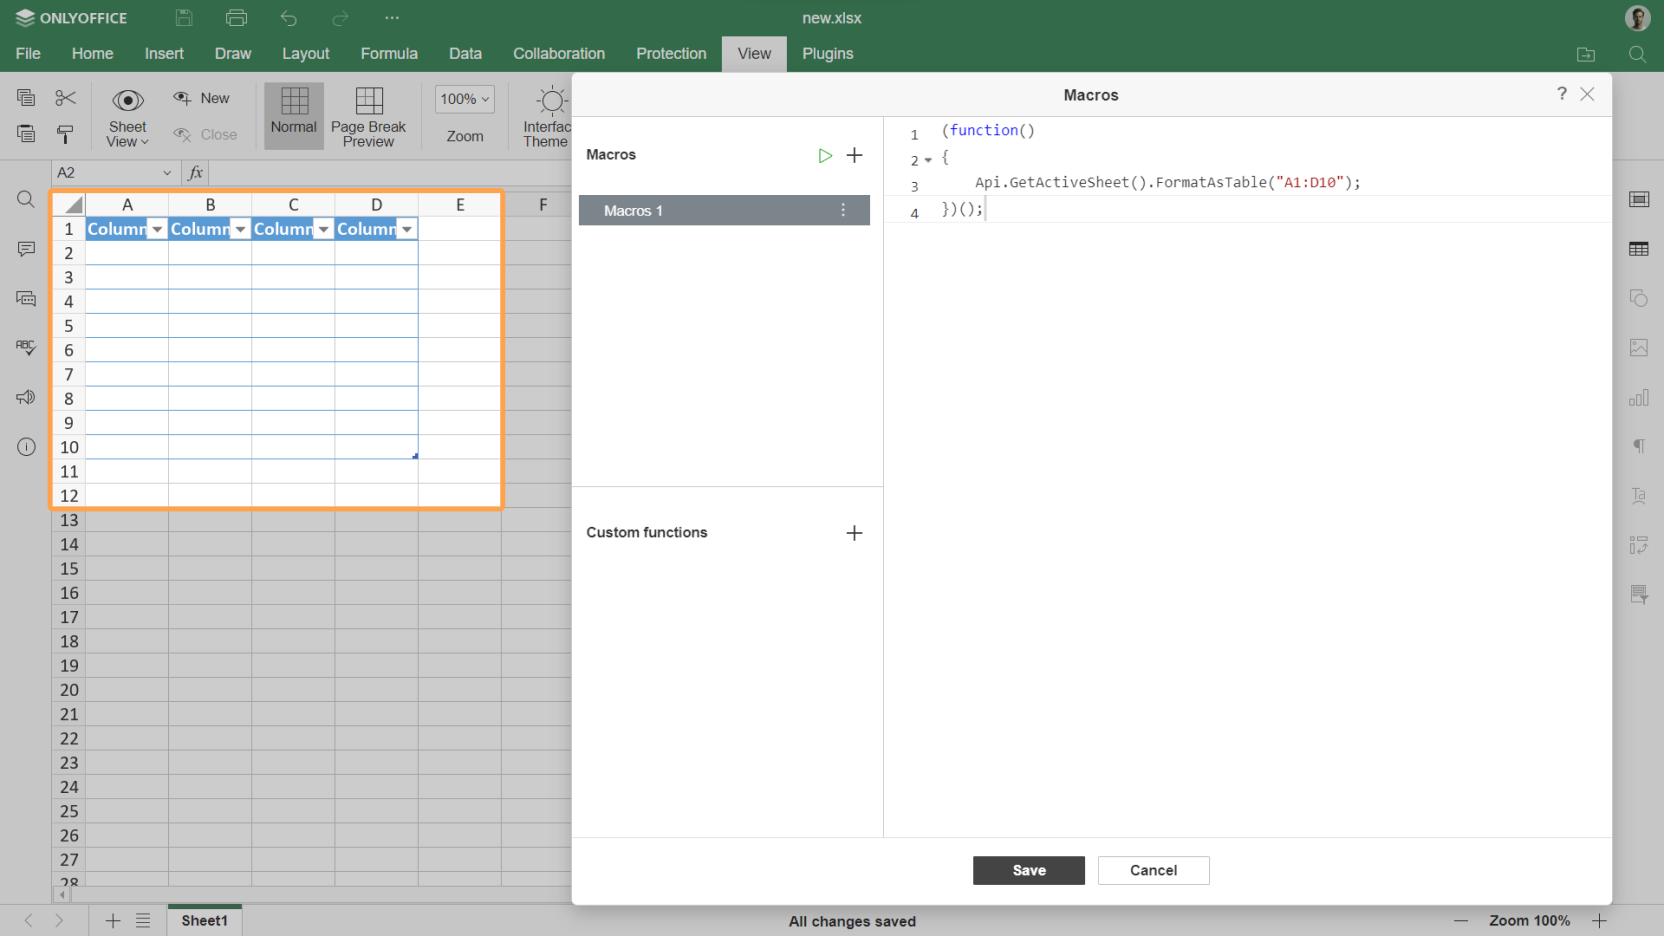 ONLYOFFICE
new.xlsx
File Home Insert Draw Layout Formula Data Collaboration Protection View Plugins
New
Close
Sheet View
Normal
Page Break Preview
100%
Zoom
Interfac
Theme
A2
fx
Macros
?
Macros
Macros 1
Custom functions
1 (function()
2 {
3 Api.GetActiveSheet().FormatAsTable("A1:D10");
4 })();
A B C D E F
1 Column Column Column Column
2
3
4
5
6
7
8
9
10
11
12
13
14
15
16
17
18
19
20
21
22
23
24
25
26
27
28
Save Cancel
Sheet1
All changes saved
Zoom 100%